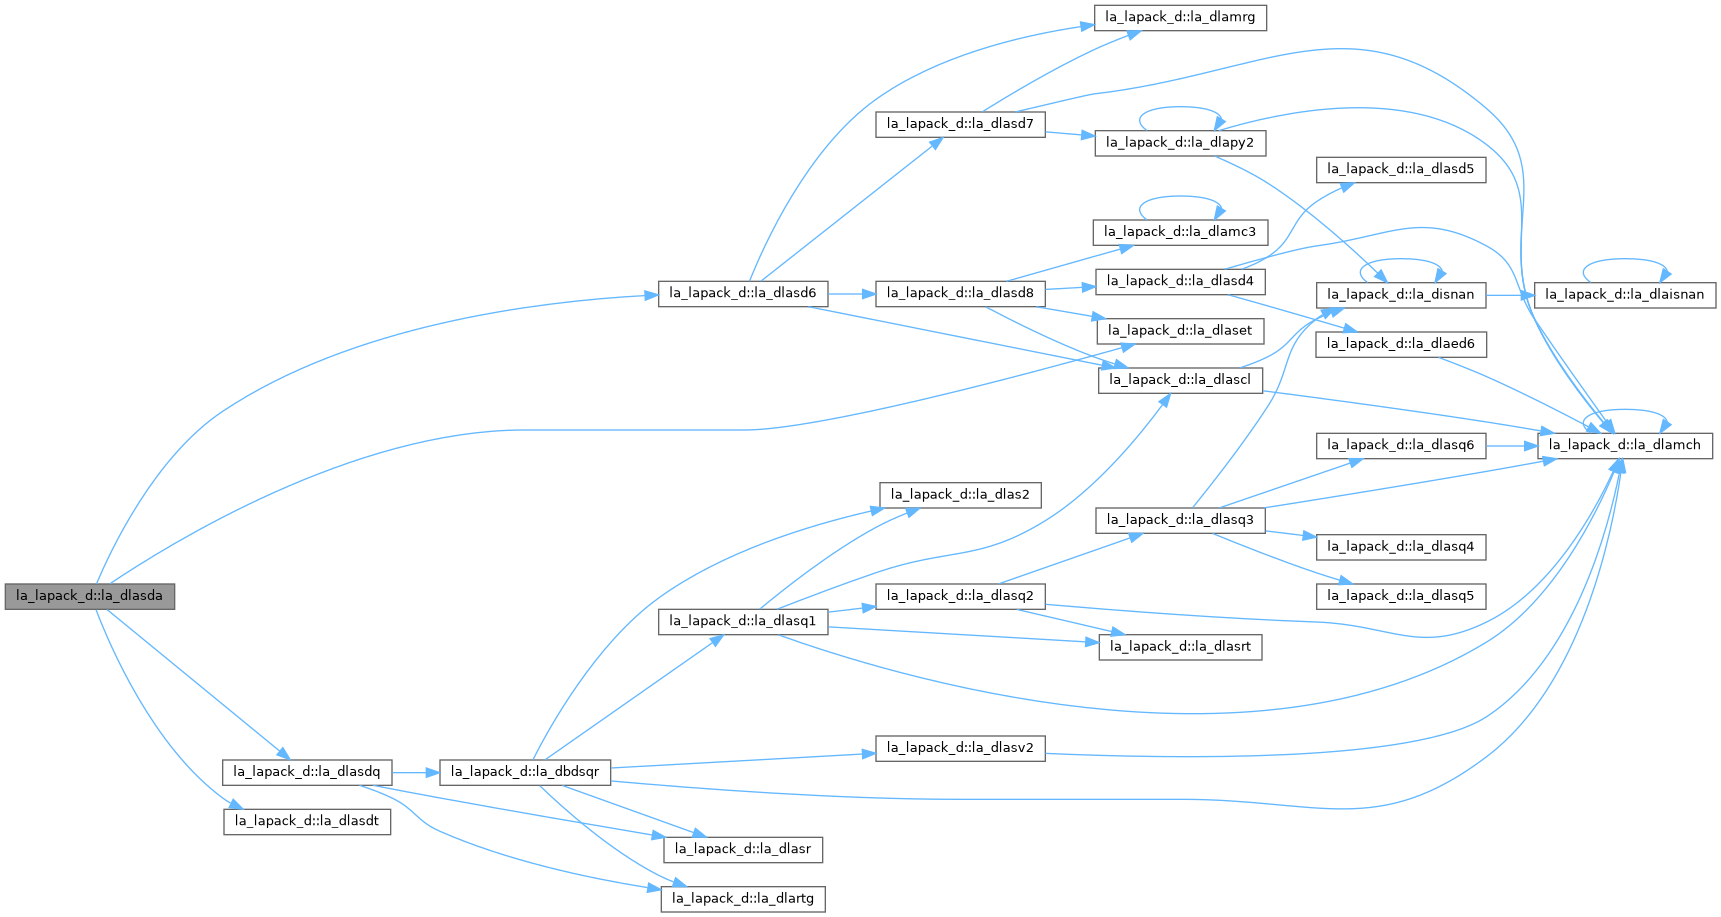 la_lapack_d::la_dlamrg
la_lapack_d::la_dlasd7
la_lapack_d::la_dlapy2
la_lapack_d::la_dlasd5
la_lapack_d::la_dlamc3
la_lapack_d::la_dlasd4
la_lapack_d::la_dlasd6
la_lapack_d::la_dlasd8
la_lapack_d::la_disnan
la_lapack_d::la_dlaisnan
la_lapack_d::la_dlaset
la_lapack_d::la_dlaed6
la_lapack_d::la_dlascl
la_lapack_d::la_dlasq6
la_lapack_d::la_dlamch
la_lapack_d::la_dlas2
la_lapack_d::la_dlasq3
la_lapack_d::la_dlasq4
la_lapack_d::la_dlasda
la_lapack_d::la_dlasq2
la_lapack_d::la_dlasq5
la_lapack_d::la_dlasq1
la_lapack_d::la_dlasrt
la_lapack_d::la_dlasv2
la_lapack_d::la_dlasdq
la_lapack_d::la_dbdsqr
la_lapack_d::la_dlasdt
la_lapack_d::la_dlasr
la_lapack_d::la_dlartg